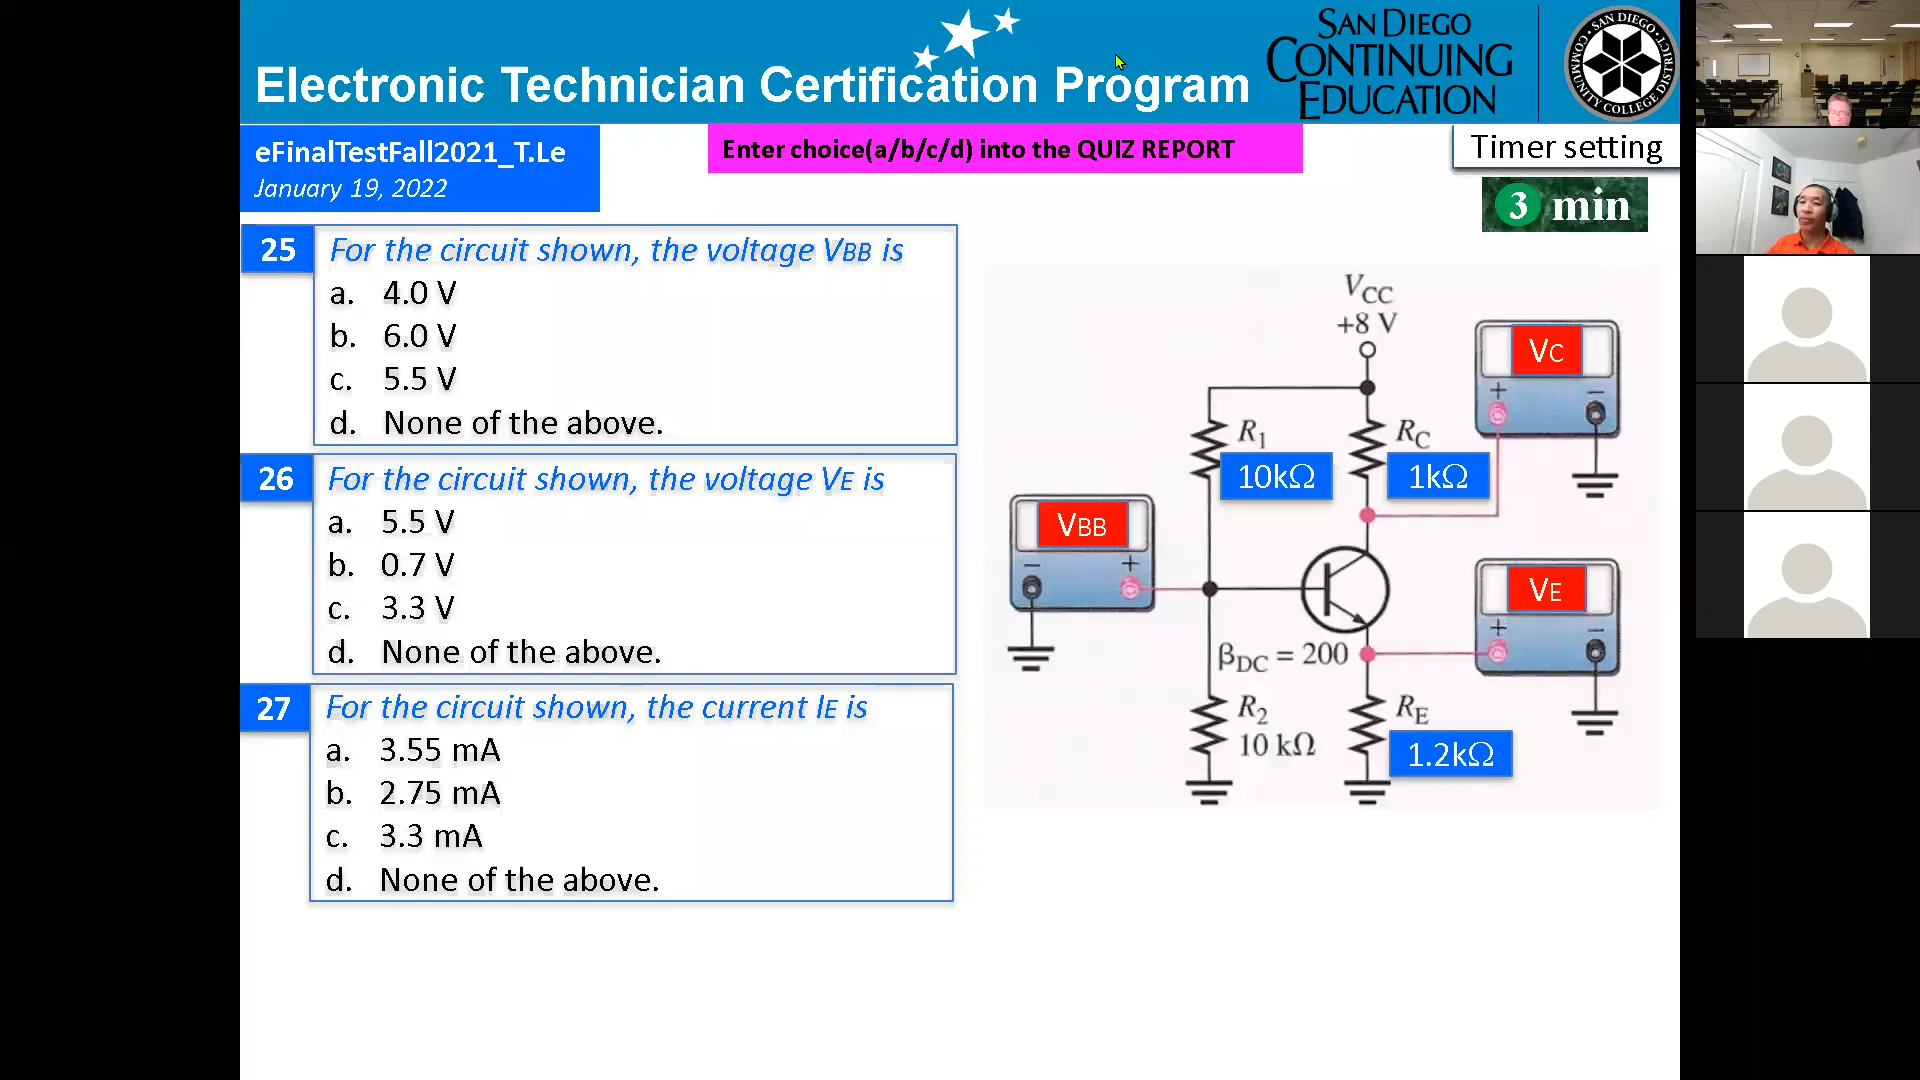 Electronic Technician Certification Program
SAN DIEGO
CONTINUING
EDUCATION
SAN DIEGO
COMMUNITY COLLEGE DISTRICT
eFinalTestFall2021_T.Le
January 19, 2022
Enter choice(a/b/c/d) into the QUIZ REPORT
Timer setting
3 min
25 For the circuit shown, the voltage VBB is
a. 4.0 V
b. 6.0 V
c. 5.5 V
d. None of the above.
26 For the circuit shown, the voltage VE is
a. 5.5 V
b. 0.7 V
c. 3.3 V
d. None of the above.
27 For the circuit shown, the current IE is
a. 3.55 mA
b. 2.75 mA
c. 3.3 mA
d. None of the above.
VCC
+8 V
VC
+ −
R1
10kΩ
RC
1kΩ
VBB
− +
VE
+ −
βDC = 200
R2
10 kΩ
RE
1.2kΩ